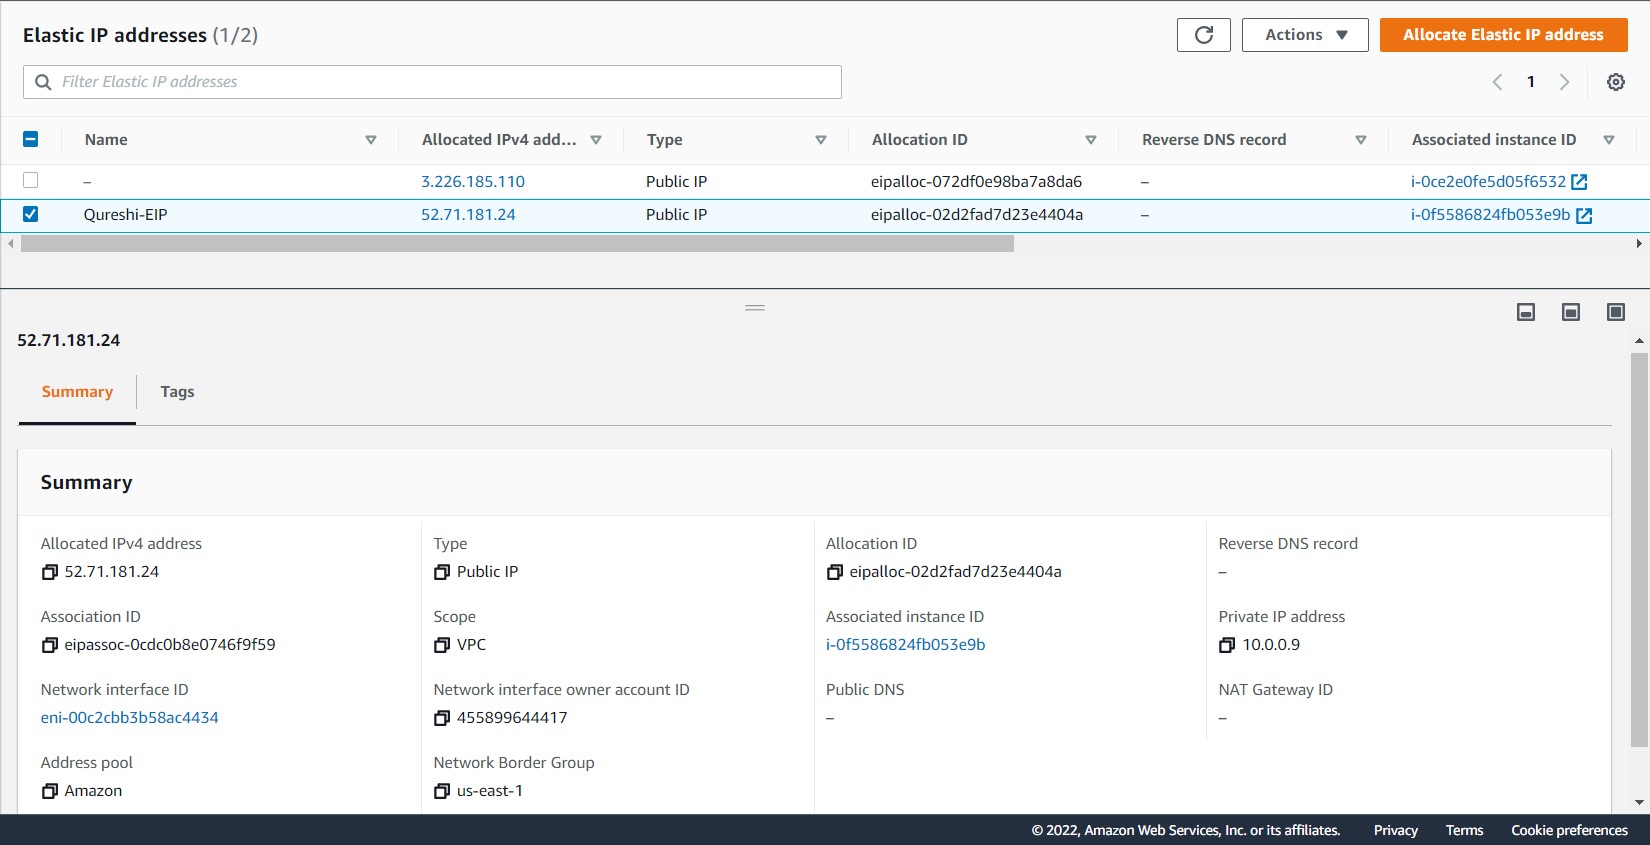 Elastic IP addresses (1/2)
Actions
Allocate Elastic IP address
Filter Elastic IP addresses
1
Name Allocated IPv4 add... Type Allocation ID Reverse DNS record Associated instance ID
– 3.226.185.110 Public IP eipalloc-072df0e98ba7a8da6 – i-0ce2e0fe5d05f6532
Qureshi-EIP 52.71.181.24 Public IP eipalloc-02d2fad7d23e4404a – i-0f5586824fb053e9b
52.71.181.24
Summary Tags
Summary
Allocated IPv4 address Type Allocation ID Reverse DNS record
52.71.181.24 Public IP eipalloc-02d2fad7d23e4404a –
Association ID Scope Associated instance ID Private IP address
eipassoc-0cdc0b8e0746f9f59 VPC i-0f5586824fb053e9b 10.0.0.9
Network interface ID Network interface owner account ID Public DNS NAT Gateway ID
eni-00c2cbb3b58ac4434 455899644417 – –
Address pool Network Border Group
Amazon us-east-1
© 2022, Amazon Web Services, Inc. or its affiliates. Privacy Terms Cookie preferences